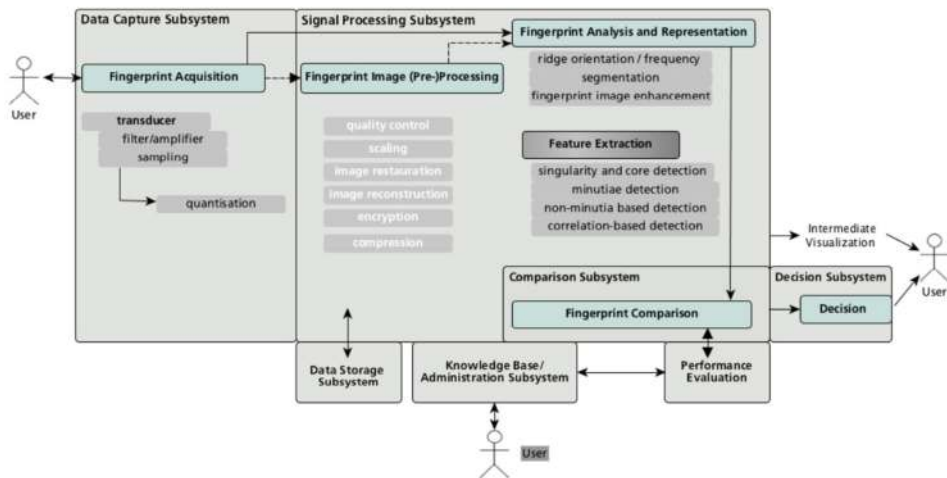 Data Capture Subsystem
Signal Processing Subsystem
Fingerprint Analysis and Representation
ridge orientation / frequency
segmentation
fingerprint image enhancement
Fingerprint Acquisition
Fingerprint Image (Pre-)Processing
User
transducer
filter/amplifier
sampling
quantisation
quality control
scaling
image restauration
image reconstruction
encryption
compression
Feature Extraction
singularity and core detection
minutiae detection
non-minutia based detection
correlation-based detection
Intermediate
Visualization
User
Comparison Subsystem
Fingerprint Comparison
Decision Subsystem
Decision
Data Storage
Subsystem
Knowledge Base/
Administration Subsystem
Performance
Evaluation
User